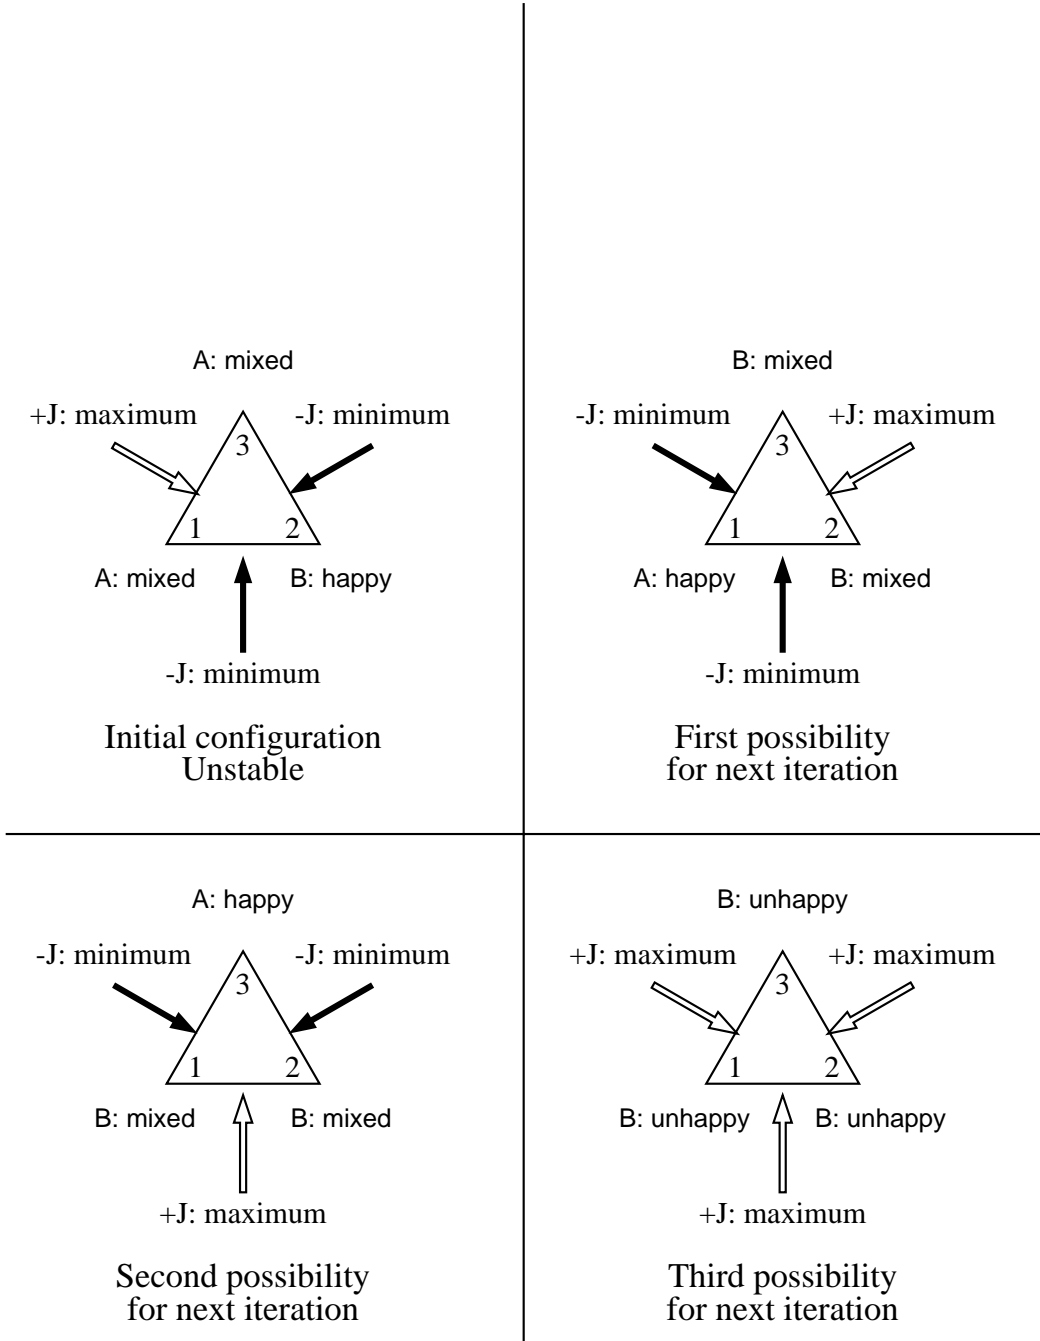 A: mixed
+J: maximum
-J: minimum
3
1
2
A: mixed
B: happy
-J: minimum
Initial configuration
Unstable
B: mixed
-J: minimum
+J: maximum
3
1
2
A: happy
B: mixed
-J: minimum
First possibility
for next iteration
A: happy
-J: minimum
-J: minimum
3
1
2
B: mixed
B: mixed
+J: maximum
Second possibility
for next iteration
B: unhappy
+J: maximum
+J: maximum
3
1
2
B: unhappy
B: unhappy
+J: maximum
Third possibility
for next iteration